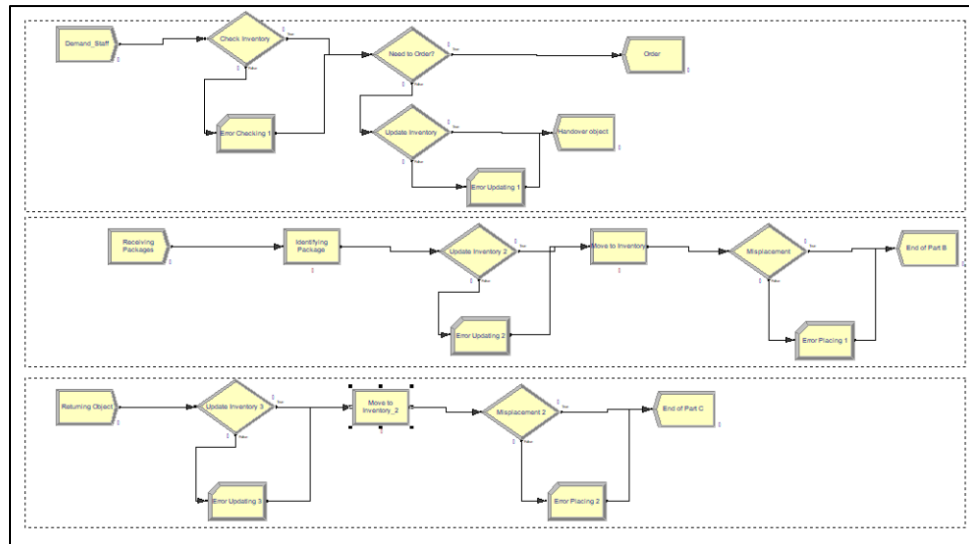 Demand_Staff
Check Inventory
True
False
Error Checking 1
Need to Order?
True
False
Order
Update Inventory
True
False
Error Updating 1
Handover object
Receiving
Packages
Identifying
Package
Update Inventory 2
True
False
Error Updating 2
Move to Inventory
Misplacement
True
False
Error Placing 1
End of Part B
Returning Object
Update Inventory 3
True
False
Error Updating 3
Move to
Inventory_2
Misplacement 2
True
False
Error Placing 2
End of Part C